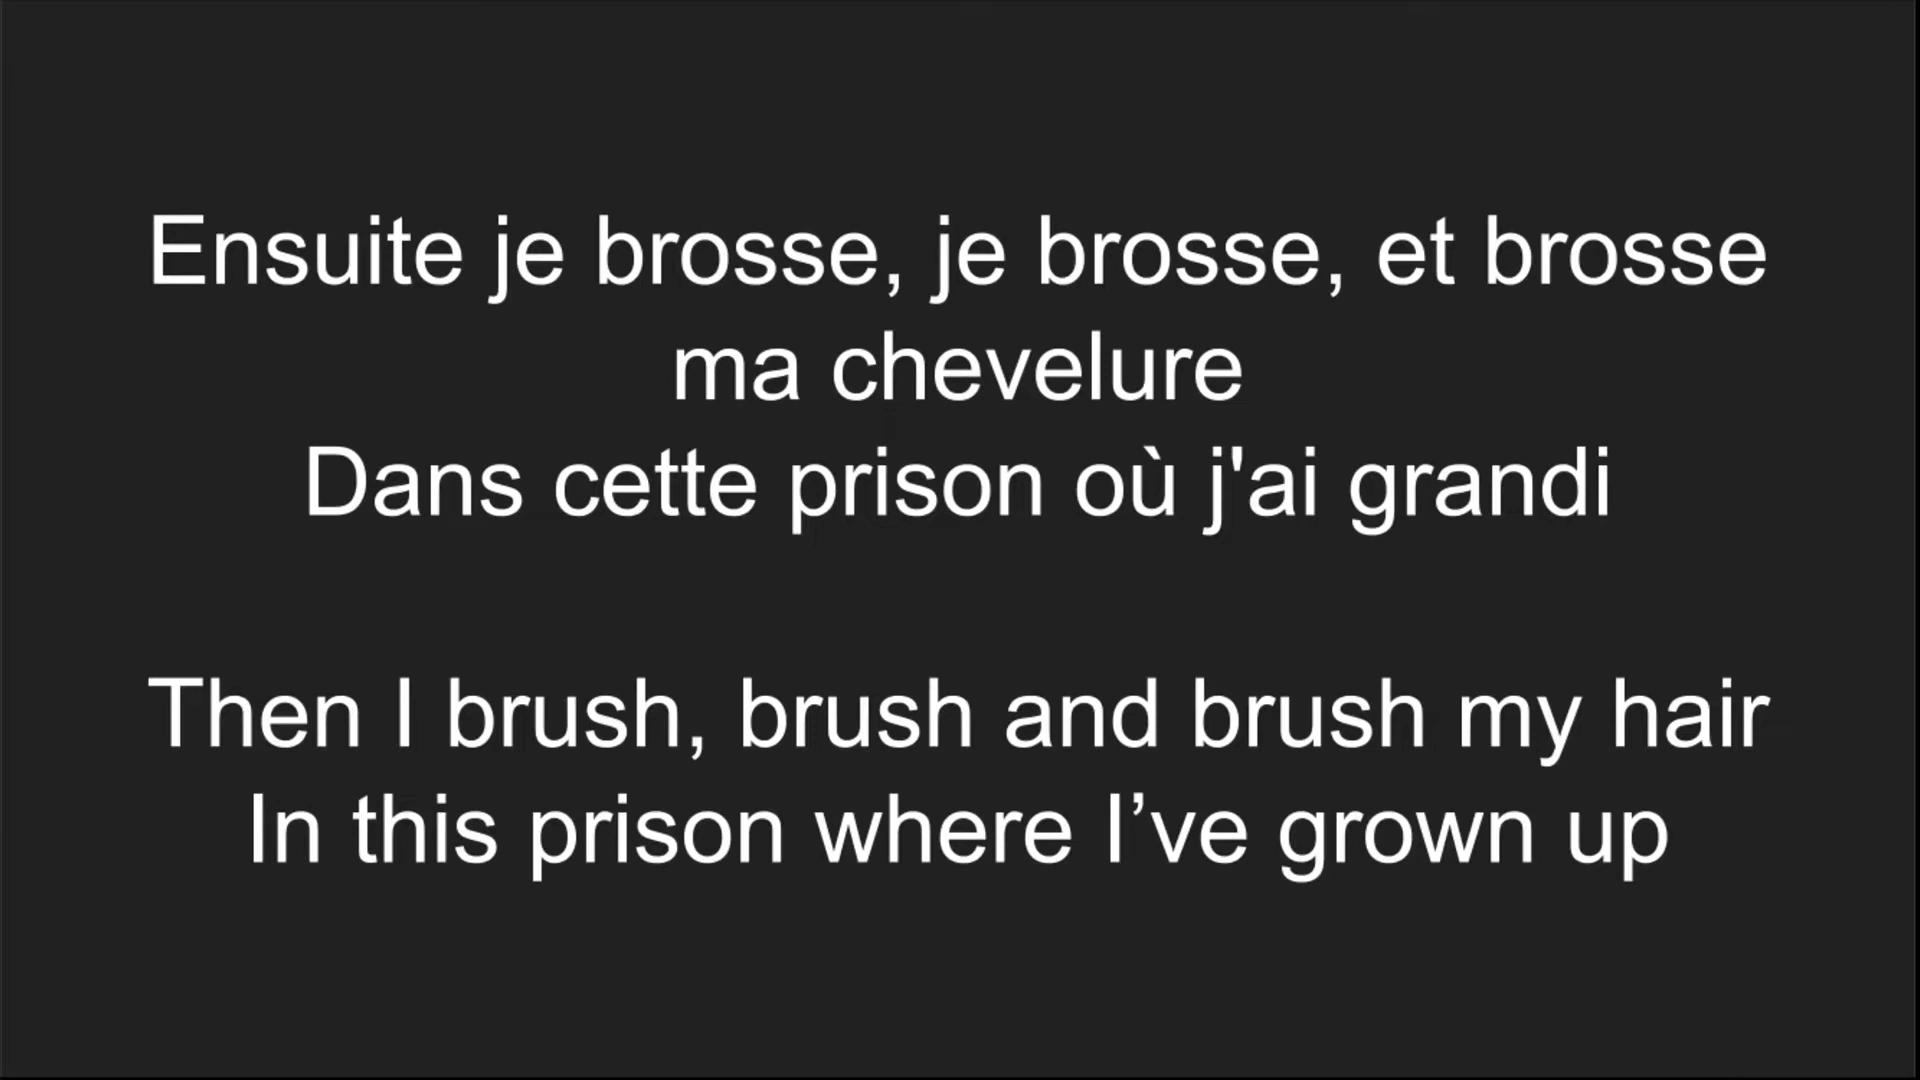 Ensuite je brosse, je brosse, et brosse
ma chevelure
Dans cette prison où j'ai grandi
Then I brush, brush and brush my hair
In this prison where I’ve grown up